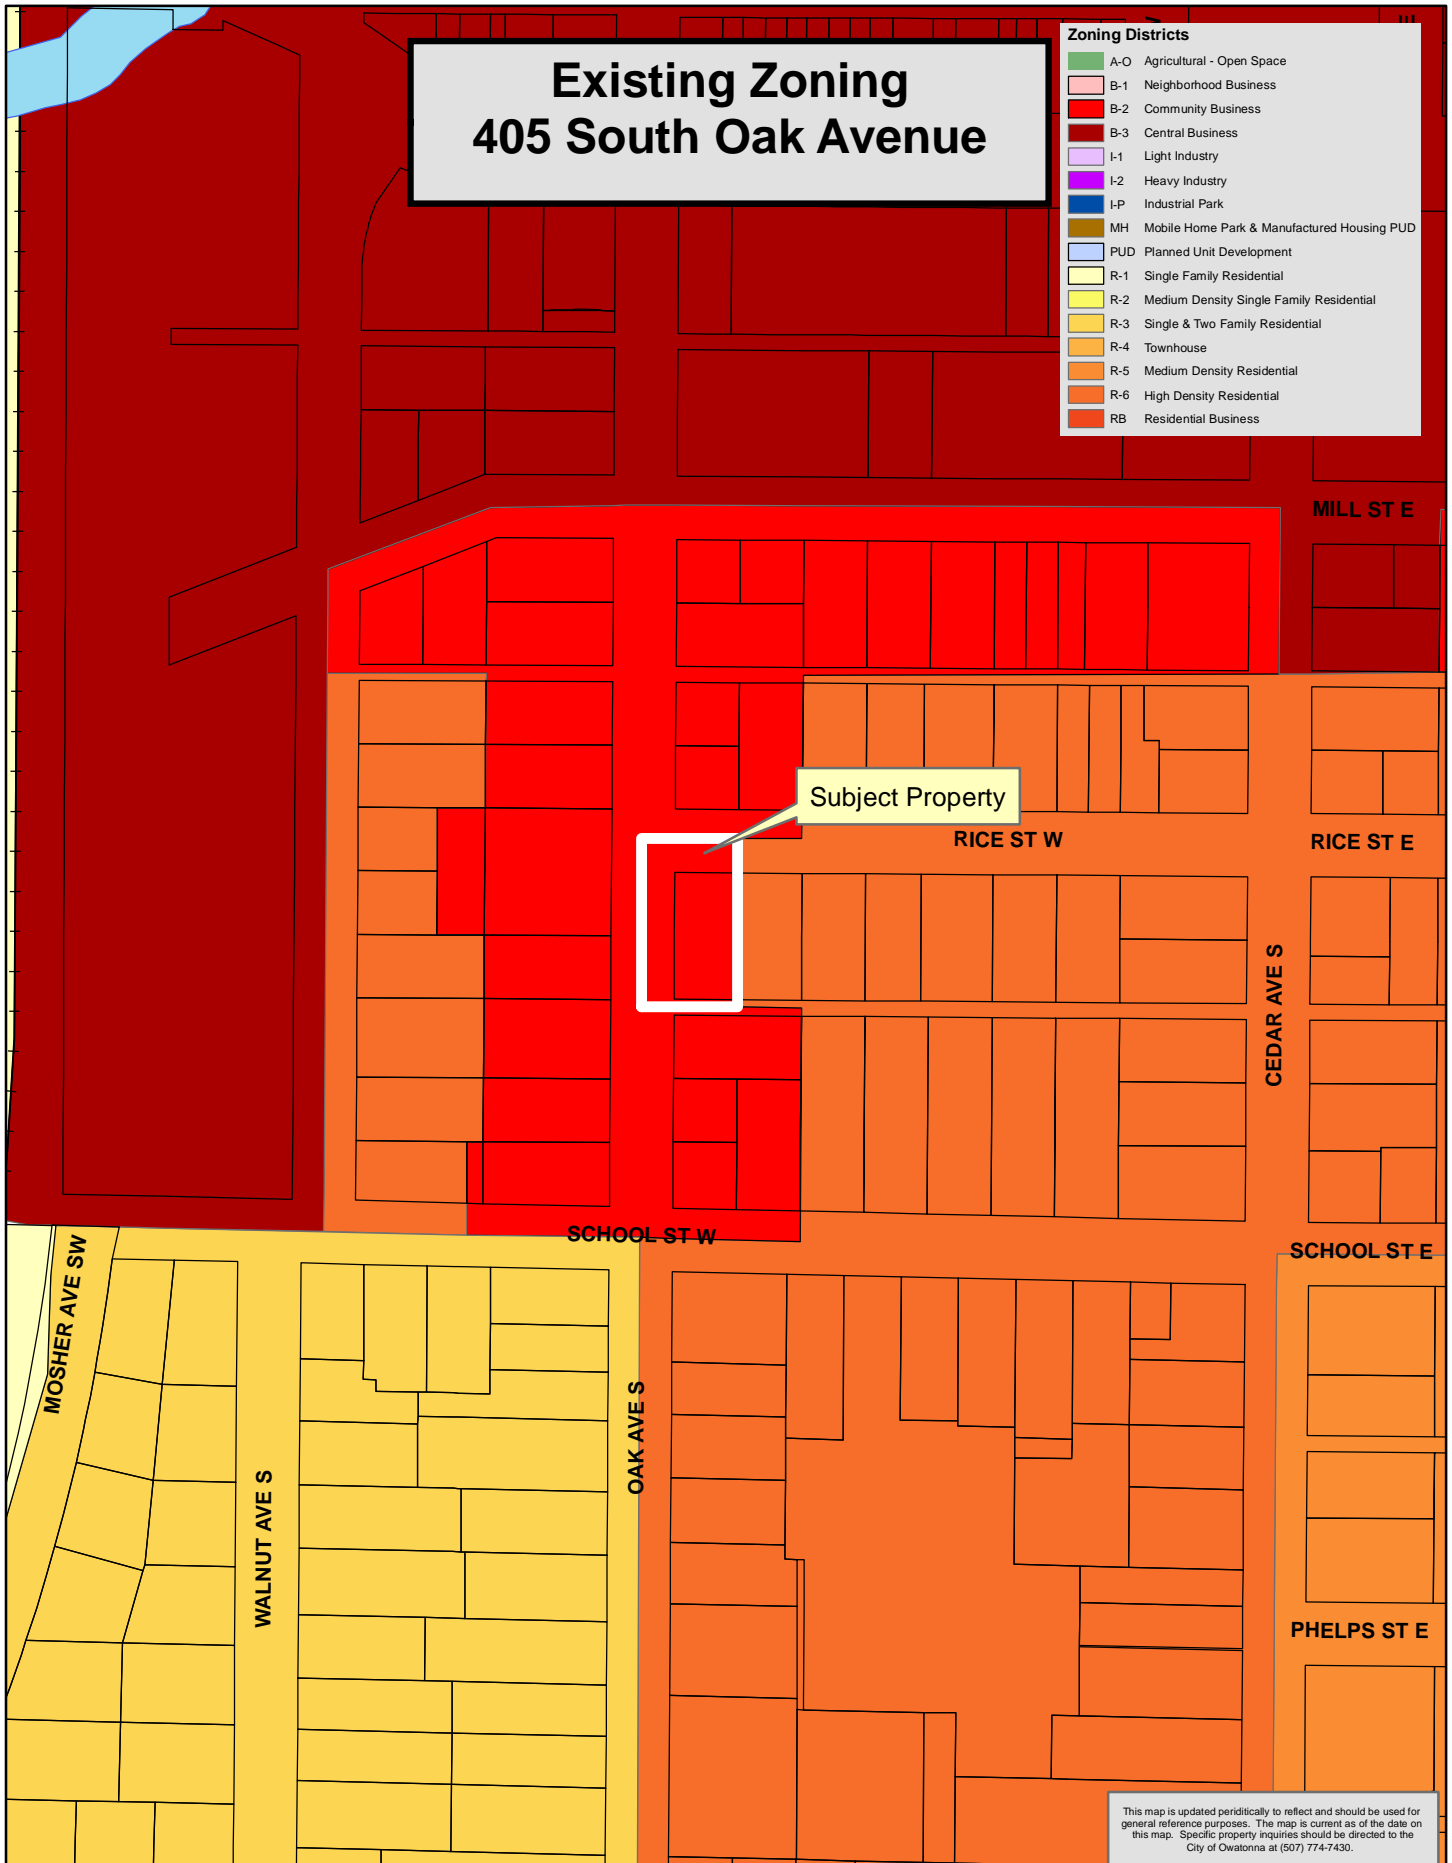 Existing Zoning
405 South Oak Avenue
Zoning Districts
A-O Agricultural - Open Space
B-1 Neighborhood Business
B-2 Community Business
B-3 Central Business
I-1 Light Industry
I-2 Heavy Industry
I-P Industrial Park
MH Mobile Home Park & Manufactured Housing PUD
PUD Planned Unit Development
R-1 Single Family Residential
R-2 Medium Density Single Family Residential
R-3 Single & Two Family Residential
R-4 Townhouse
R-5 Medium Density Residential
R-6 High Density Residential
RB Residential Business
MILL ST E
Subject Property
RICE ST W
RICE ST E
CEDAR AVE S
SCHOOL ST W
SCHOOL ST E
MOSHER AVE SW
OAK AVE S
WALNUT AVE S
PHELPS ST E
This map is updated periditically to reflect and should be used for
general reference purposes. The map is current as of the date on
this map. Specific property inquiries should be directed to the
City of Owatonna at (507) 774-7430.